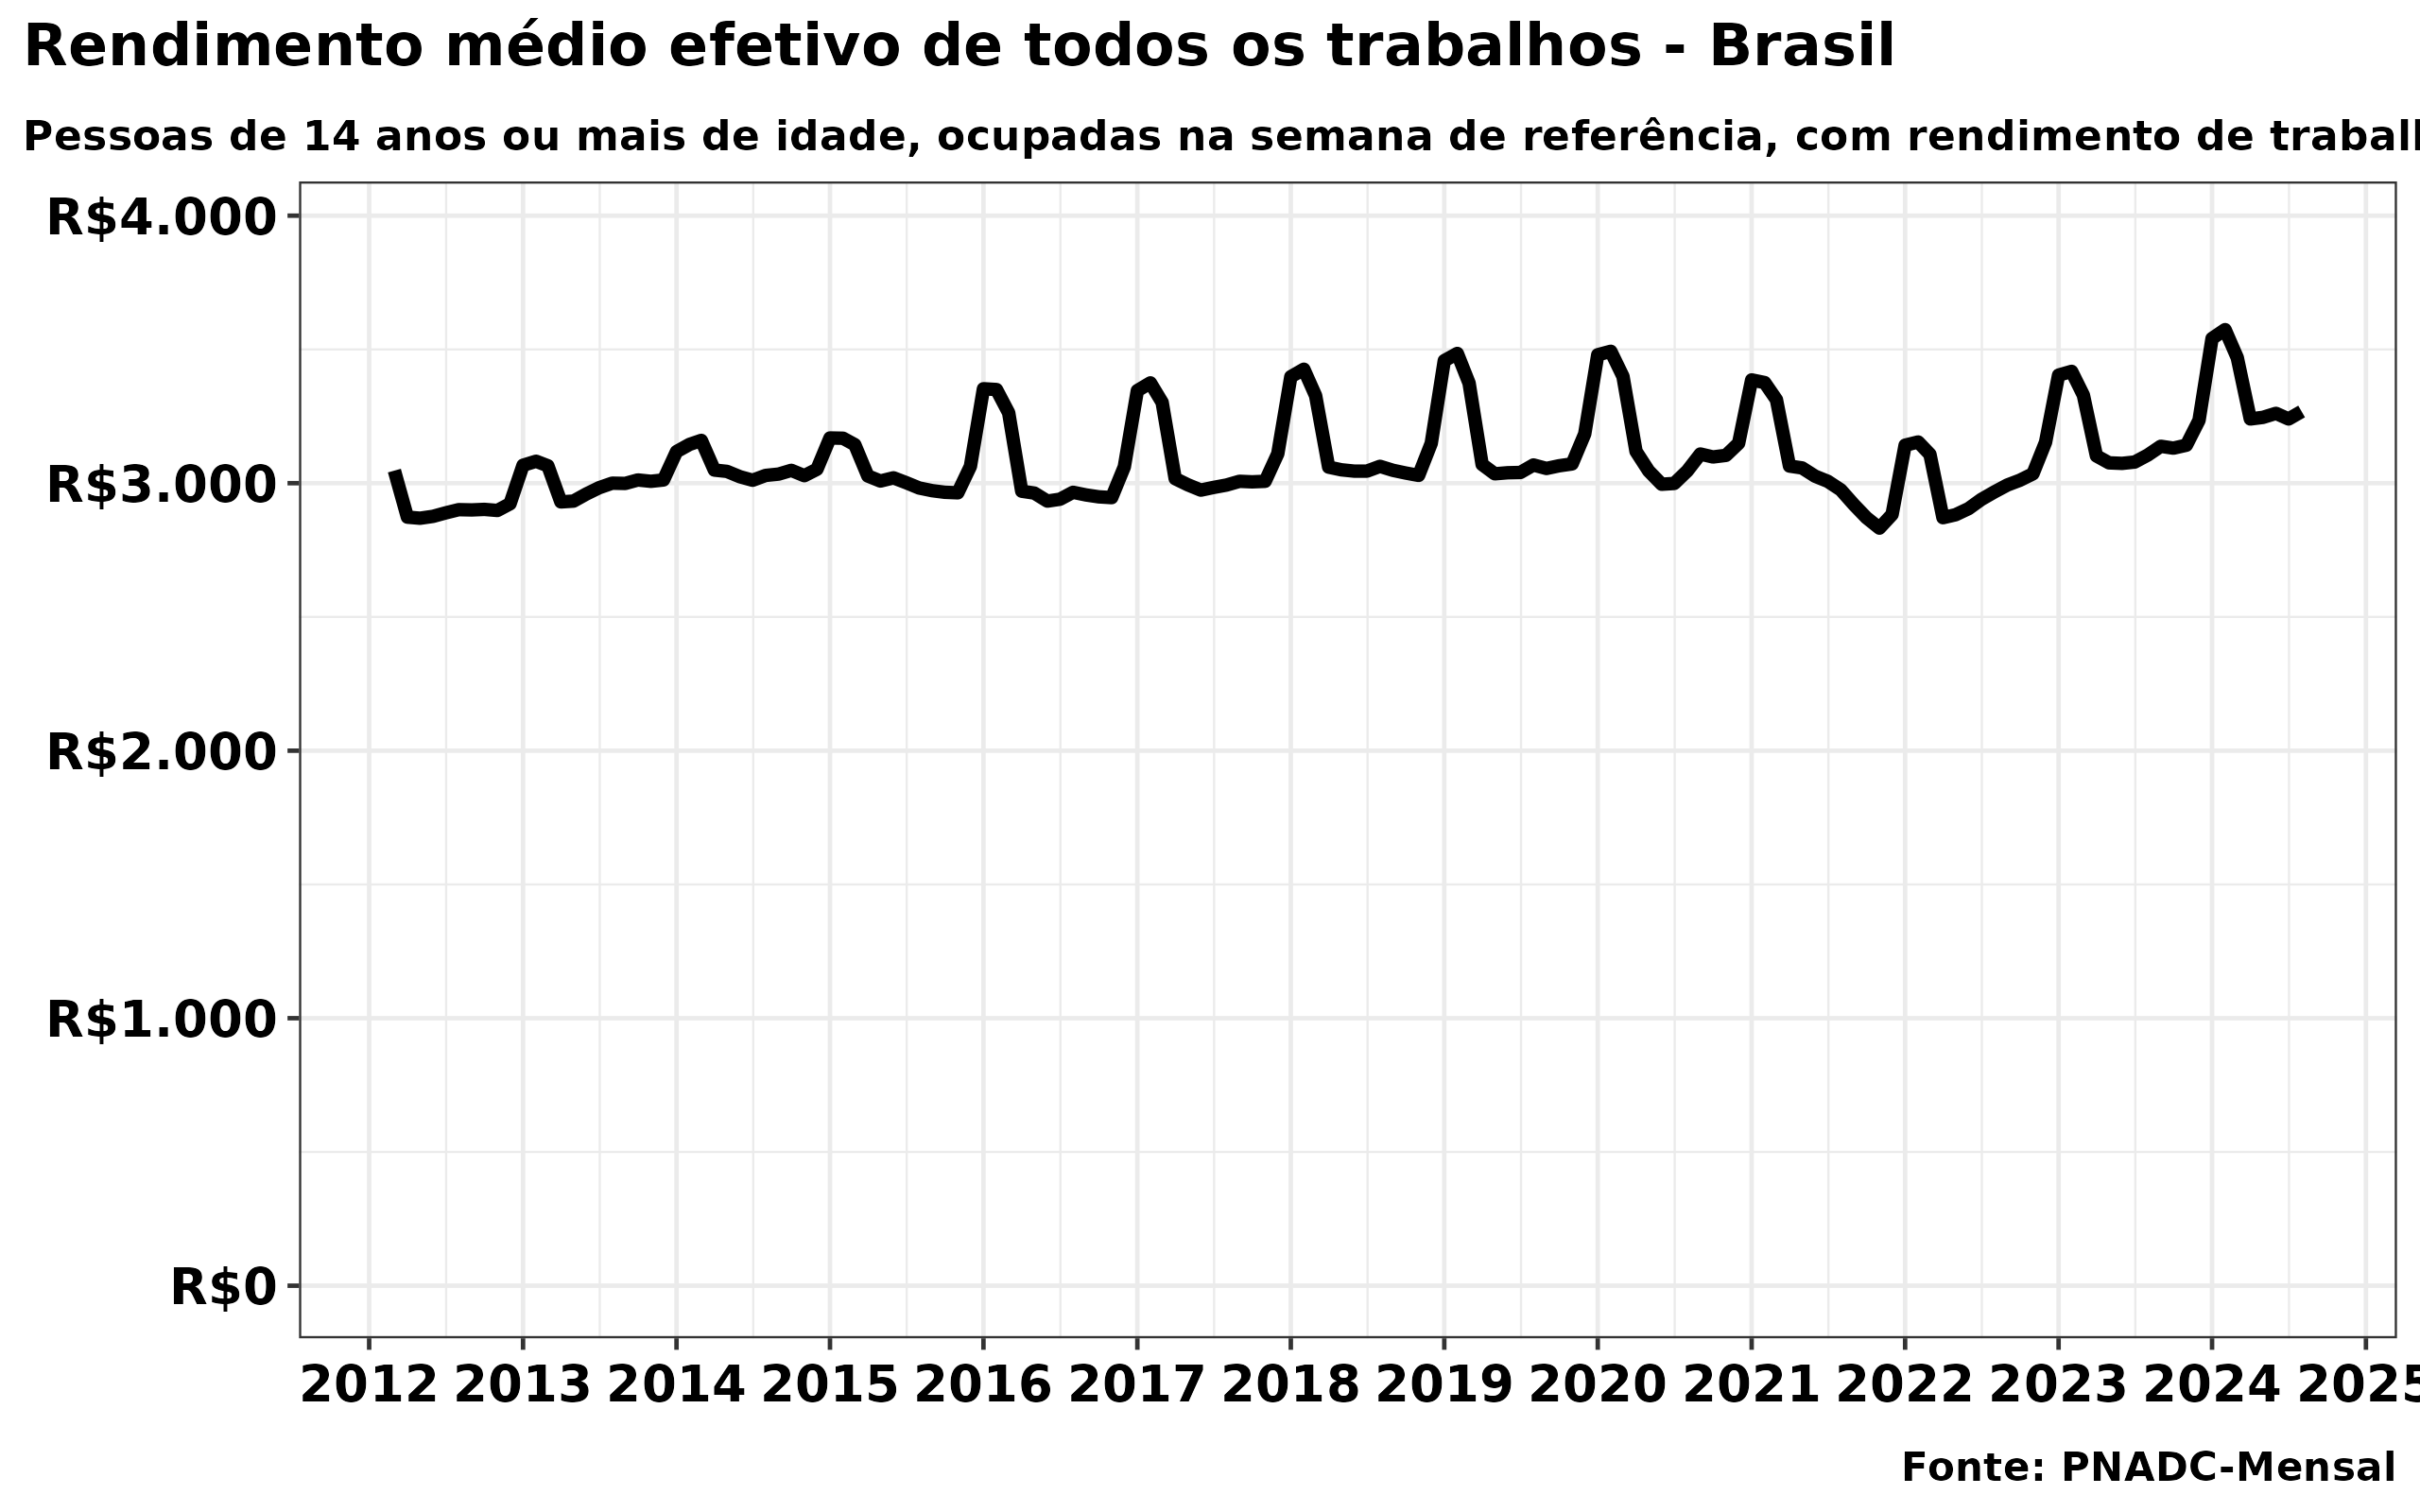 Rendimento médio efetivo de todos os trabalhos - Brasil
Pessoas de 14 anos ou mais de idade, ocupadas na semana de referência, com rendimento de
R$4.000
R$3.000
R$2.000
R$1.000
R$0
2012 2013 2014 2015 2016 2017 2018 2019 2020 2021 2022 2023 2024 2025
Fonte: PNADC-Mensal